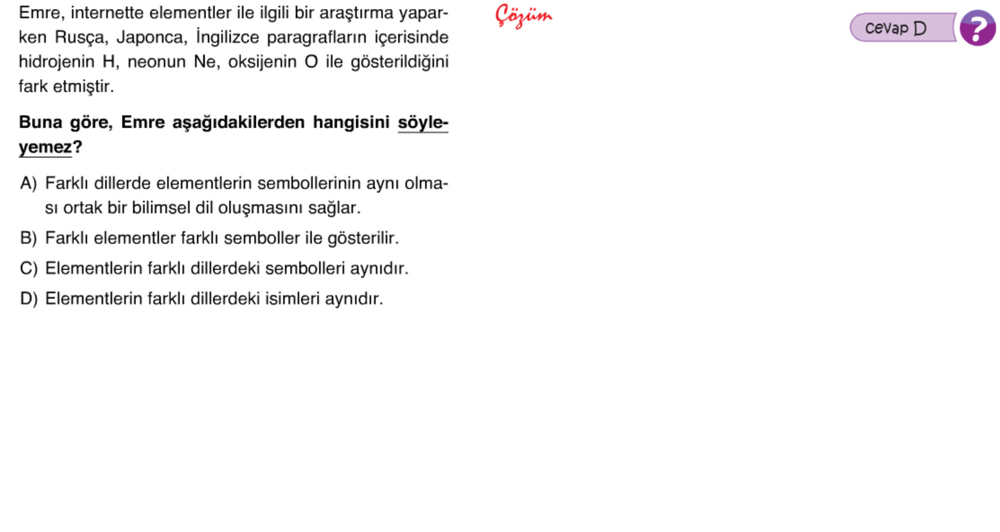 Emre, internette elementler ile ilgili bir araştırma yapar-
ken Rusça, Japonca, İngilizce paragrafların içerisinde
hidrojenin H, neonun Ne, oksijenin O ile gösterildiğini
fark etmiştir.
Buna göre, Emre aşağıdakilerden hangisini söyle-
yemez?
A) Farklı dillerde elementlerin sembollerinin aynı olma-
sı ortak bir bilimsel dil oluşmasını sağlar.
B) Farklı elementler farklı semboller ile gösterilir.
C) Elementlerin farklı dillerdeki sembolleri aynıdır.
D) Elementlerin farklı dillerdeki isimleri aynıdır.
Çözüm
cevap D ?